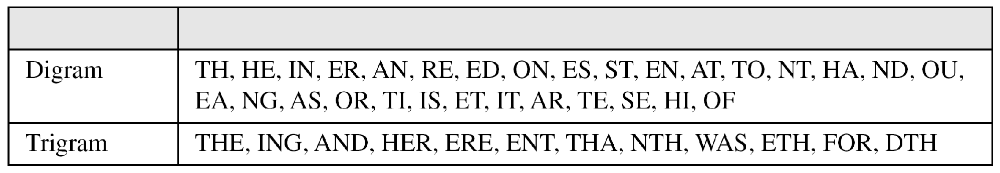 Digram TH, HE, IN, ER, AN, RE, ED, ON, ES, ST, EN, AT, TO, NT, HA, ND, OU,
EA, NG, AS, OR, TI, IS, ET, IT, AR, TE, SE, HI, OF
Trigram THE, ING, AND, HER, ERE, ENT, THA, NTH, WAS, ETH, FOR, DTH